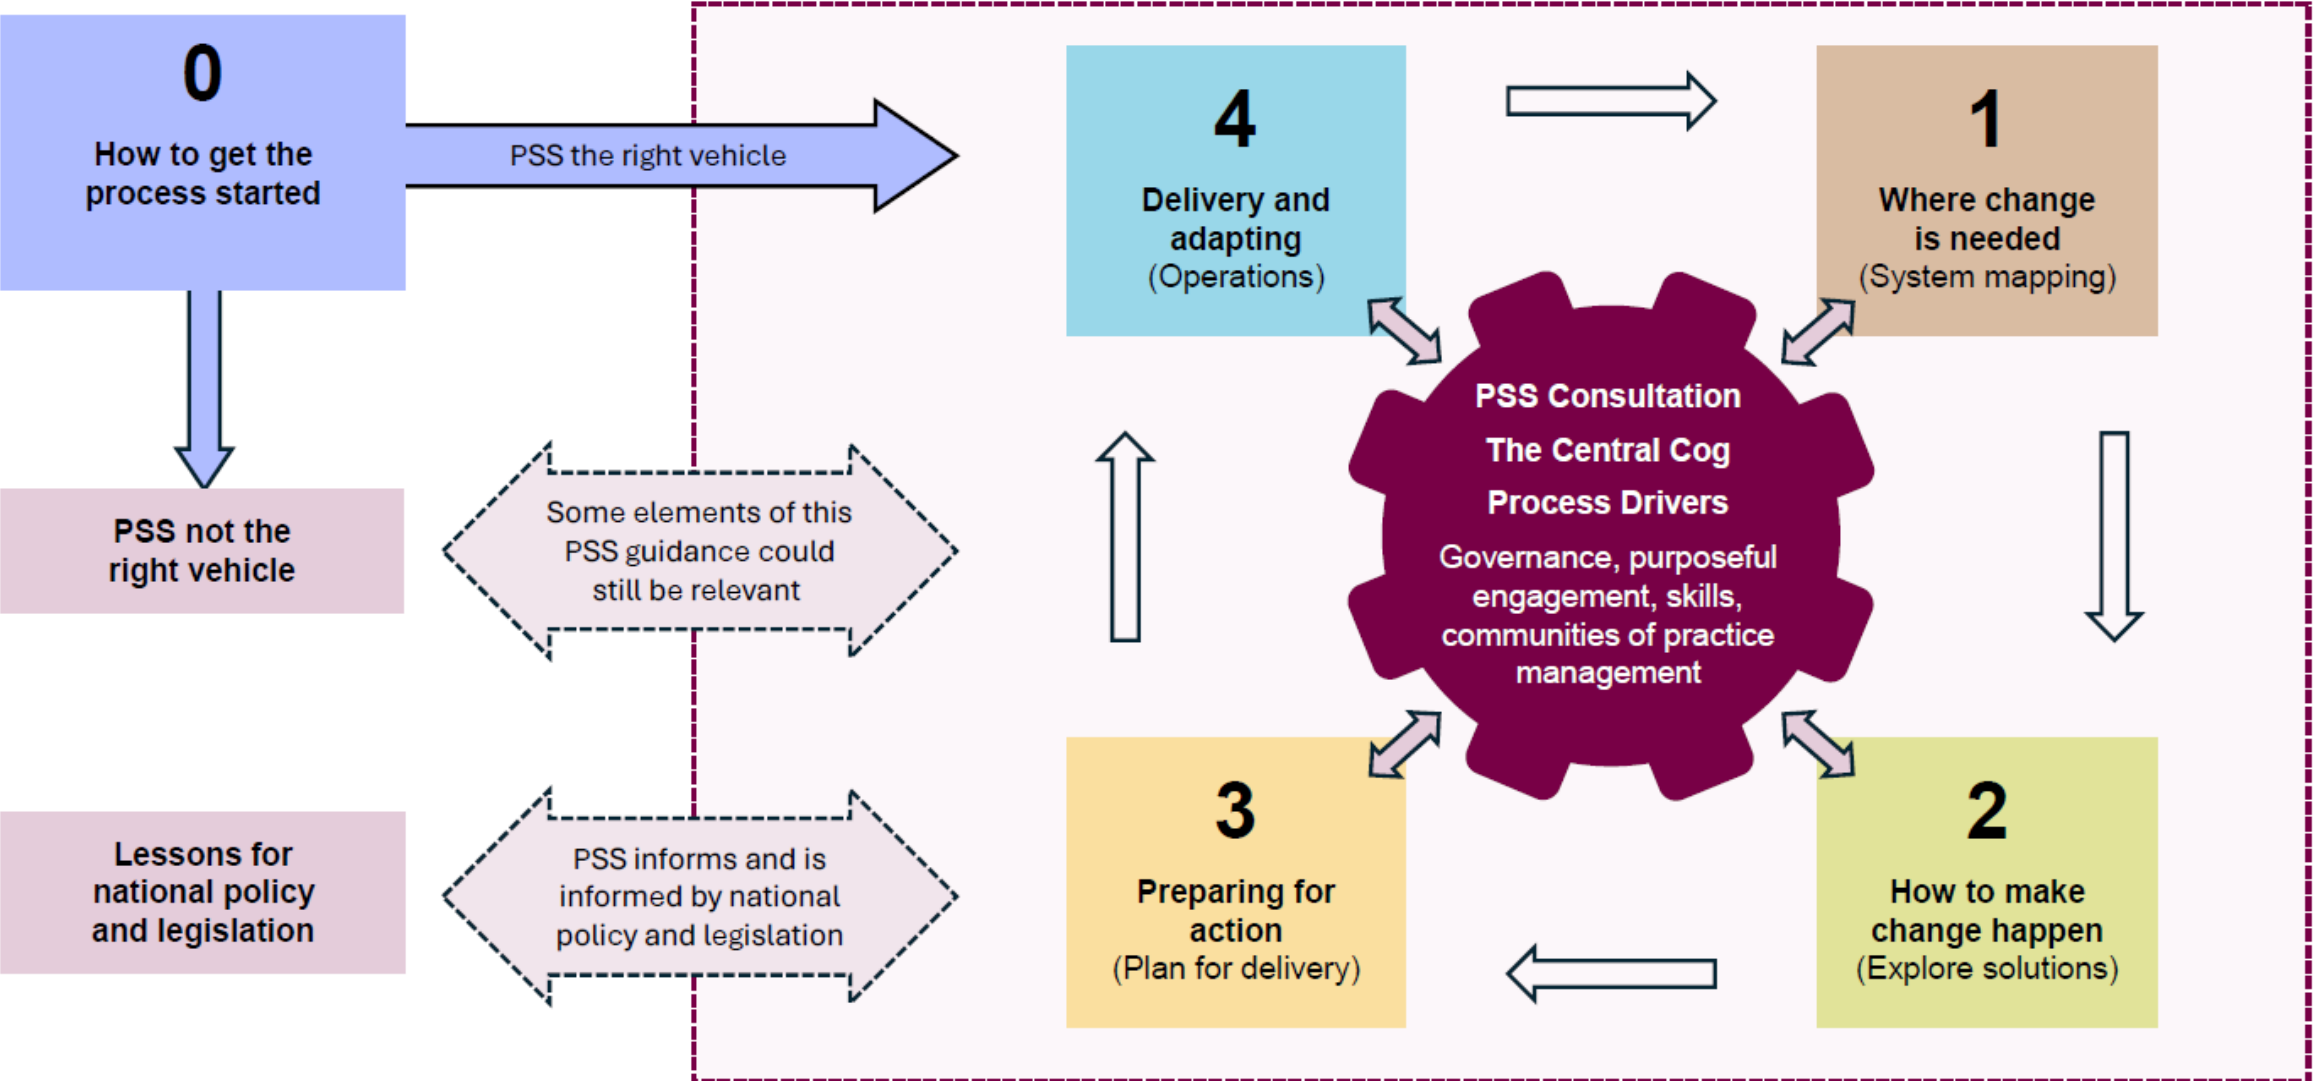 0
How to get the
process started
PSS the right vehicle
4
Delivery and
adapting
(Operations)
1
Where change
is needed
(System mapping)
PSS Consultation
The Central Cog
Process Drivers
Governance, purposeful
engagement, skills,
communities of practice
management
PSS not the
right vehicle
Some elements of this
PSS guidance could
still be relevant
Lessons for
national policy
and legislation
PSS informs and is
informed by national
policy and legislation
3
Preparing for
action
(Plan for delivery)
2
How to make
change happen
(Explore solutions)